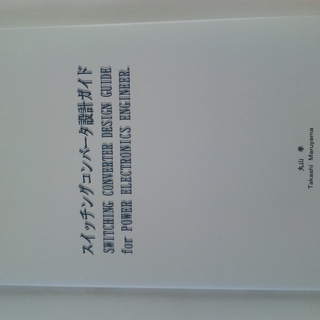 スイッチングコンバータ設計ガイド
SWITCHING CONVERTER DESIGN GUIDE
for POWER ELECTRONICS ENGINEER.
丸山
Takashi Maruyama